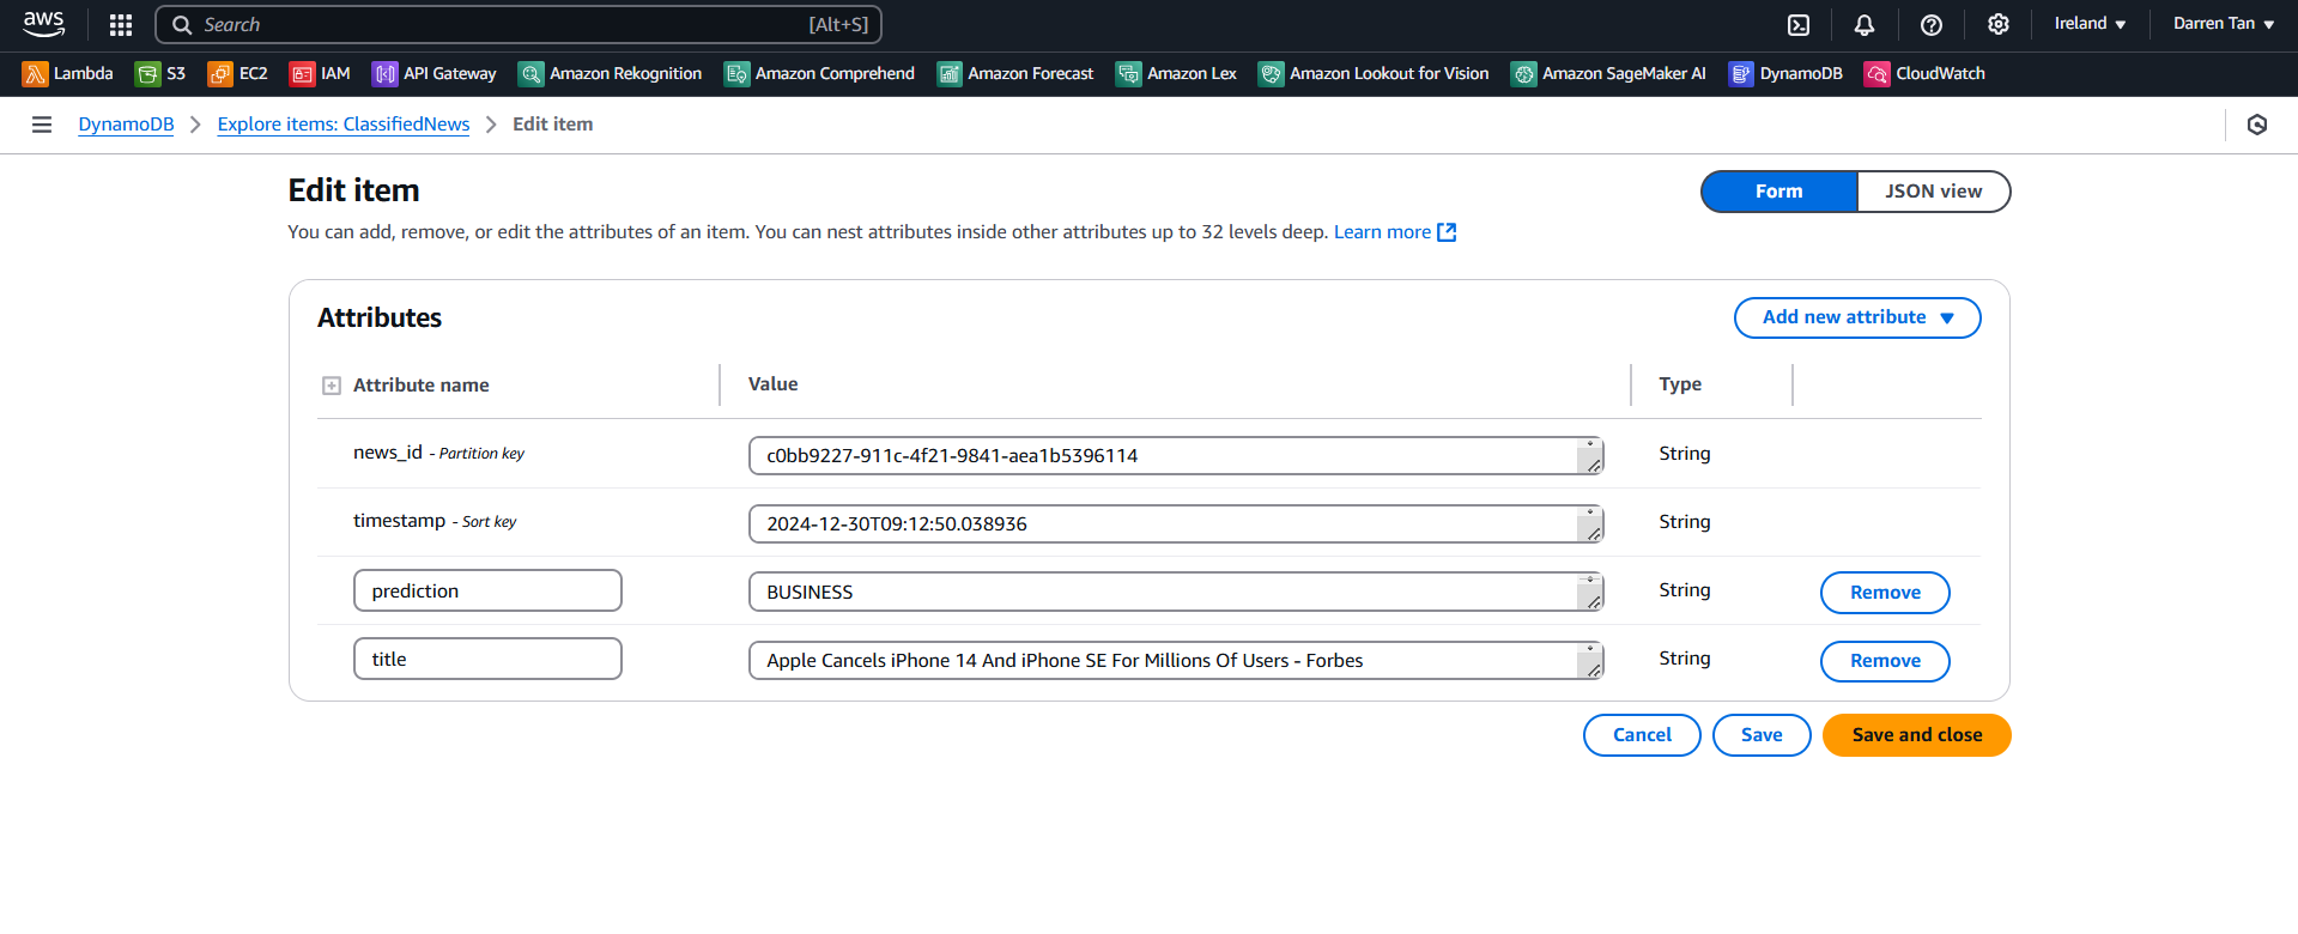 aws Search [Alt+S] Ireland Darren Tan
Lambda S3 EC2 IAM API Gateway Amazon Rekognition Amazon Comprehend Amazon Forecast Amazon Lex Amazon Lookout for Vision Amazon SageMaker AI DynamoDB CloudWatch
DynamoDB Explore items: ClassifiedNews Edit item
Edit item Form JSON view
You can add, remove, or edit the attributes of an item. You can nest attributes inside other attributes up to 32 levels deep. Learn more
Attributes Add new attribute
Attribute name Value Type
news_id - Partition key c0bb9227-911c-4f21-9841-aea1b5396114 String
timestamp - Sort key 2024-12-30T09:12:50.038936 String
prediction BUSINESS String Remove
title Apple Cancels iPhone 14 And iPhone SE For Millions Of Users - Forbes String Remove
Cancel Save Save and close